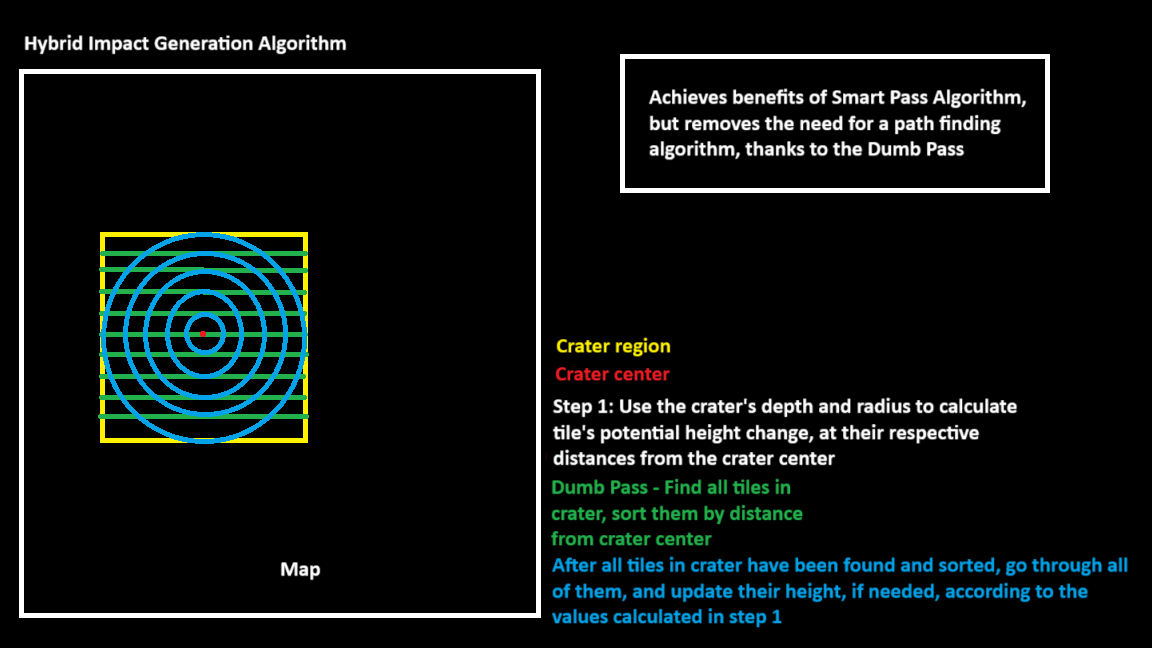 Hybrid Impact Generation Algorithm
Achieves benefits of Smart Pass Algorithm,
but removes the need for a path finding
algorithm, thanks to the Dumb Pass
Crater region
Crater center
Step 1: Use the crater's depth and radius to calculate
tile's potential height change, at their respective
distances from the crater center
Dumb Pass - Find all tiles in
crater, sort them by distance
from crater center
After all tiles in crater have been found and sorted, go through all
of them, and update their height, if needed, according to the
values calculated in step 1
Map